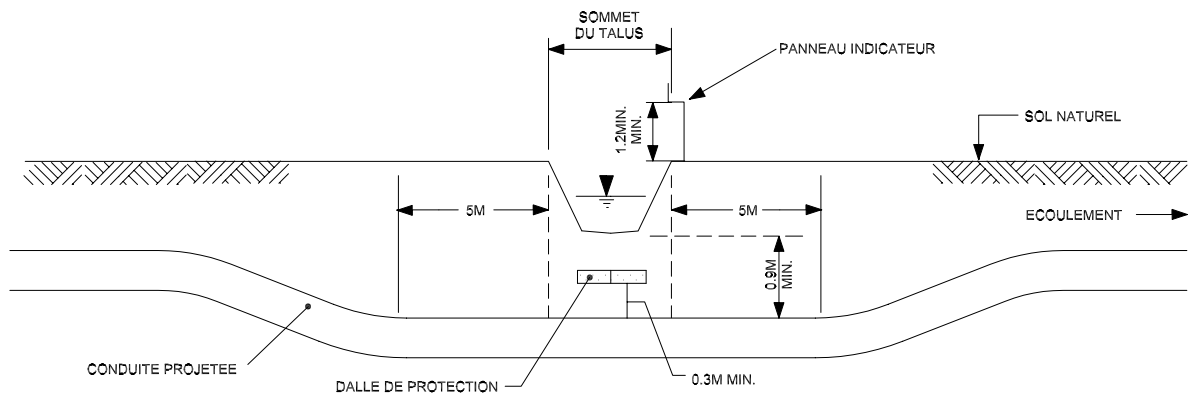 SOMMET
DU TALUS
PANNEAU INDICATEUR
1.2MIN.
MIN.
SOL NATUREL
5M
5M
ECOULEMENT
0.9M
MIN.
CONDUITE PROJETEE
DALLE DE PROTECTION
0.3M MIN.